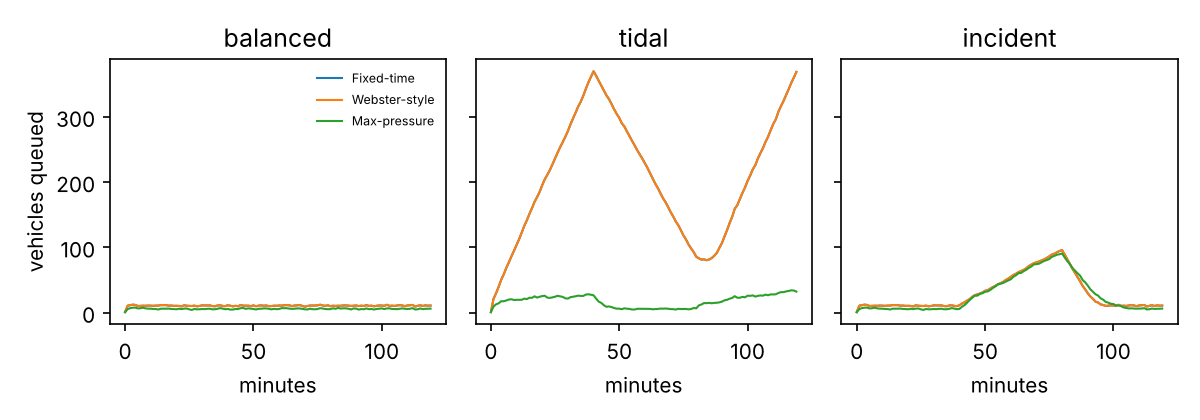 balanced
tidal
incident
Fixed-time
Webster-style
Max-pressure
vehicles queued
300
200
100
0
0 50 100
0 50 100
0 50 100
minutes
minutes
minutes